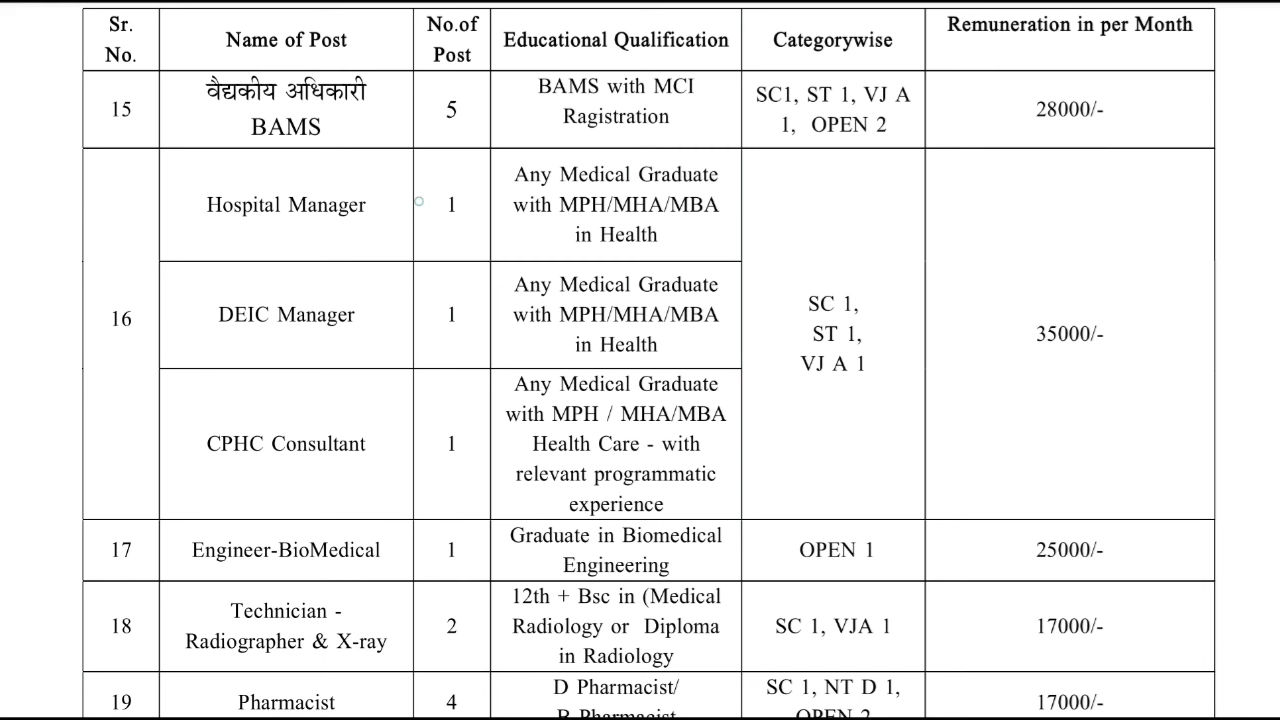 Sr. No. Name of Post No.of Post Educational Qualification Categorywise Remuneration in per Month
15 वैद्यकीय अधिकारी BAMS 5 BAMS with MCI Ragistration SC1, ST 1, VJ A 1, OPEN 2 28000/-
16 Hospital Manager 1 Any Medical Graduate with MPH/MHA/MBA in Health SC 1, ST 1, VJ A 1 35000/-
DEIC Manager 1 Any Medical Graduate with MPH/MHA/MBA in Health
CPHC Consultant 1 Any Medical Graduate with MPH / MHA/MBA Health Care - with relevant programmatic experience
17 Engineer-BioMedical 1 Graduate in Biomedical Engineering OPEN 1 25000/-
18 Technician - Radiographer & X-ray 2 12th + Bsc in (Medical Radiology or Diploma in Radiology SC 1, VJA 1 17000/-
19 Pharmacist 4 D Pharmacist/ B Pharmacist SC 1, NT D 1, OPEN 2 17000/-